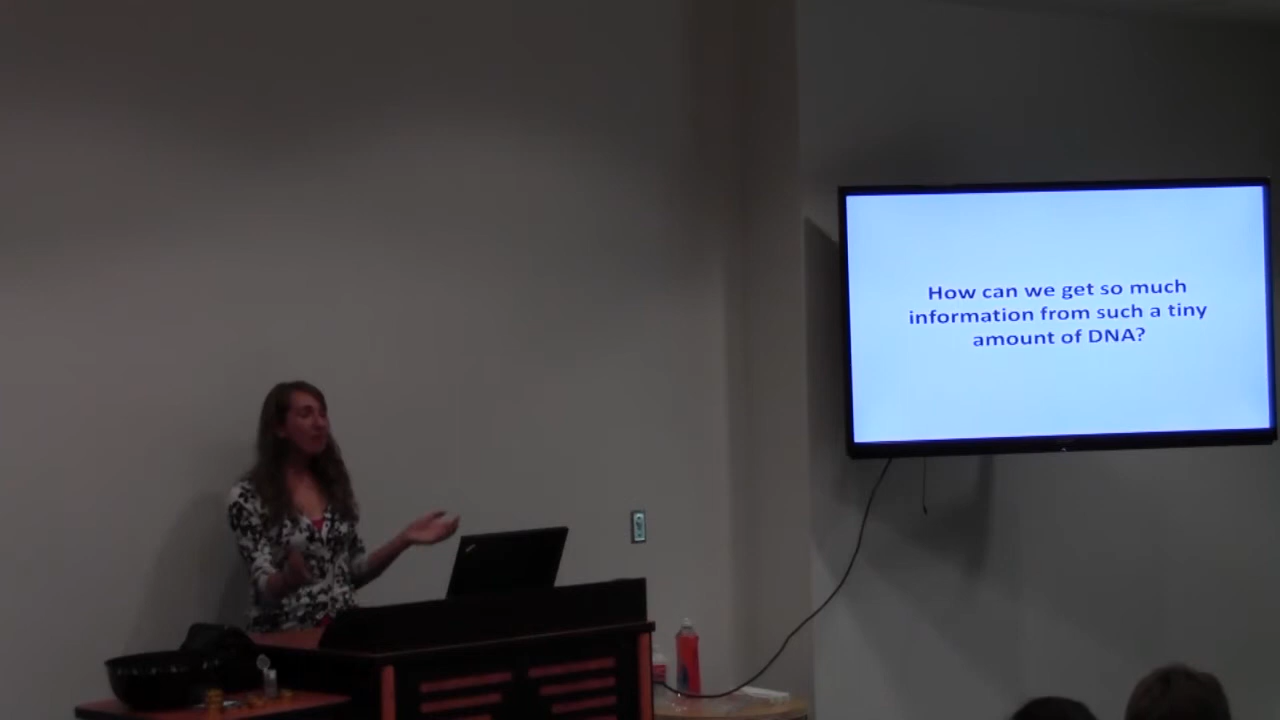 How can we get so much
information from such a tiny
amount of DNA?